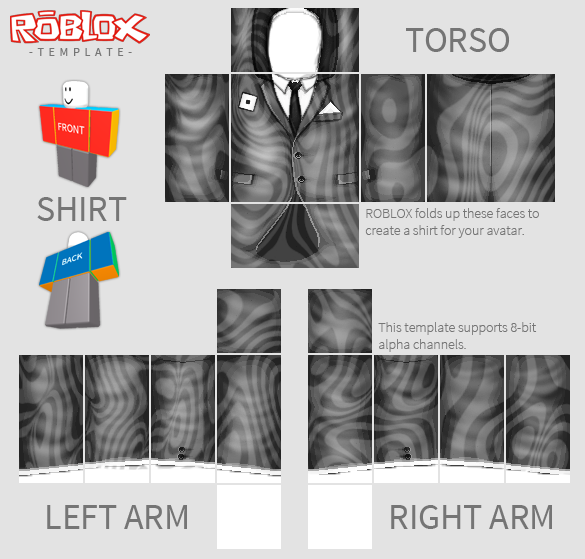 ROBLOX
-TEMPLATE-
TORSO
FRONT
SHIRT
ROBLOX folds up these faces to
create a shirt for your avatar.
BACK
This template supports 8-bit
alpha channels.
LEFT ARM
RIGHT ARM